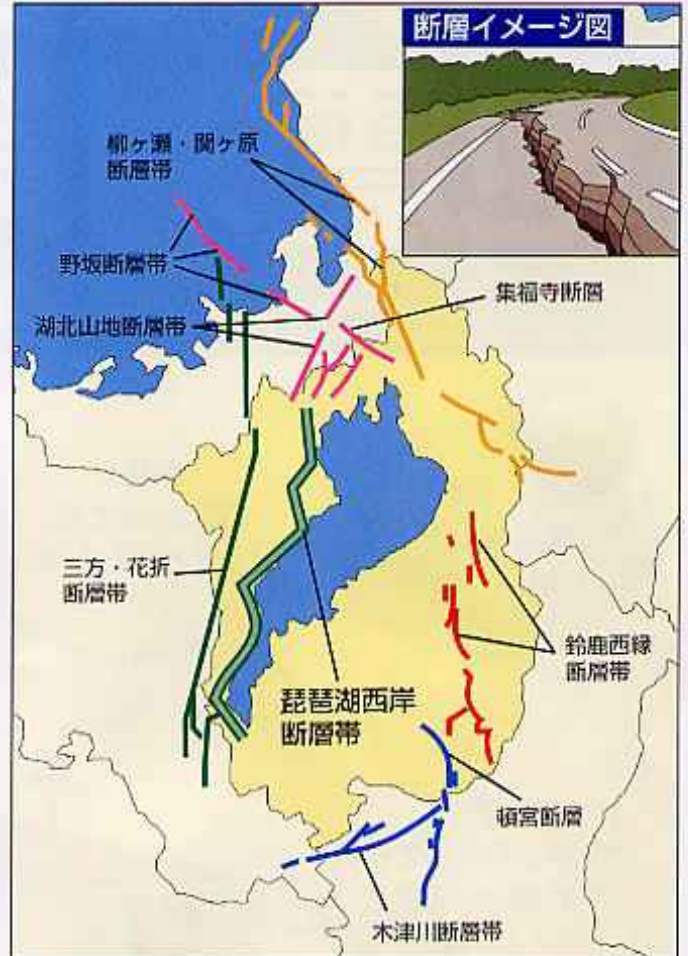 断層イメージ図
柳ヶ瀬・関ヶ原
断層帯
野坂断層帯
集福寺断層
湖北山地断層帯
三方・花折
断層帯
鈴鹿西縁
断層帯
琵琶湖西岸
断層帯
頓宮断層
木津川断層帯